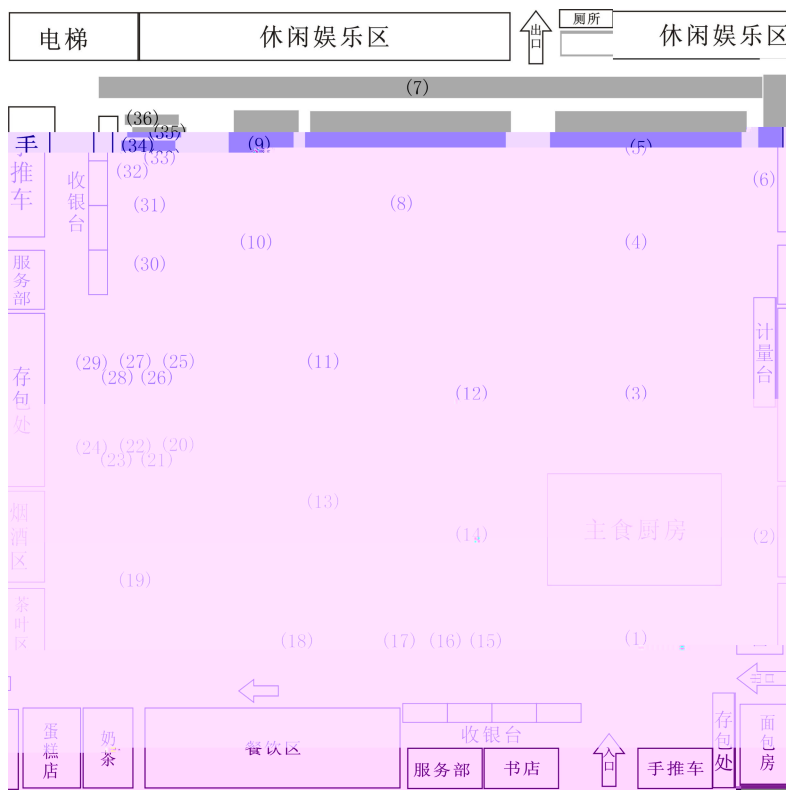 电梯
休闲娱乐区
出口
厕所
休闲娱乐区
(7)
(36)
(35)
(34)
(33)
(9)
(5)
手推车
收银台
(32)
(31)
(30)
(8)
(10)
(4)
(6)
服务部
计量台
(29)
(27)
(25)
(28)
(26)
(11)
(12)
(3)
存包处
(24)
(22)
(20)
(23)
(21)
(13)
(14)
主食厨房
(2)
烟酒区
(19)
茶叶区
(18)
(17)
(16)
(15)
(1)
出口
蛋糕店
奶茶
餐饮区
收银台
服务部
书店
入口
手推车
存包处
面包房